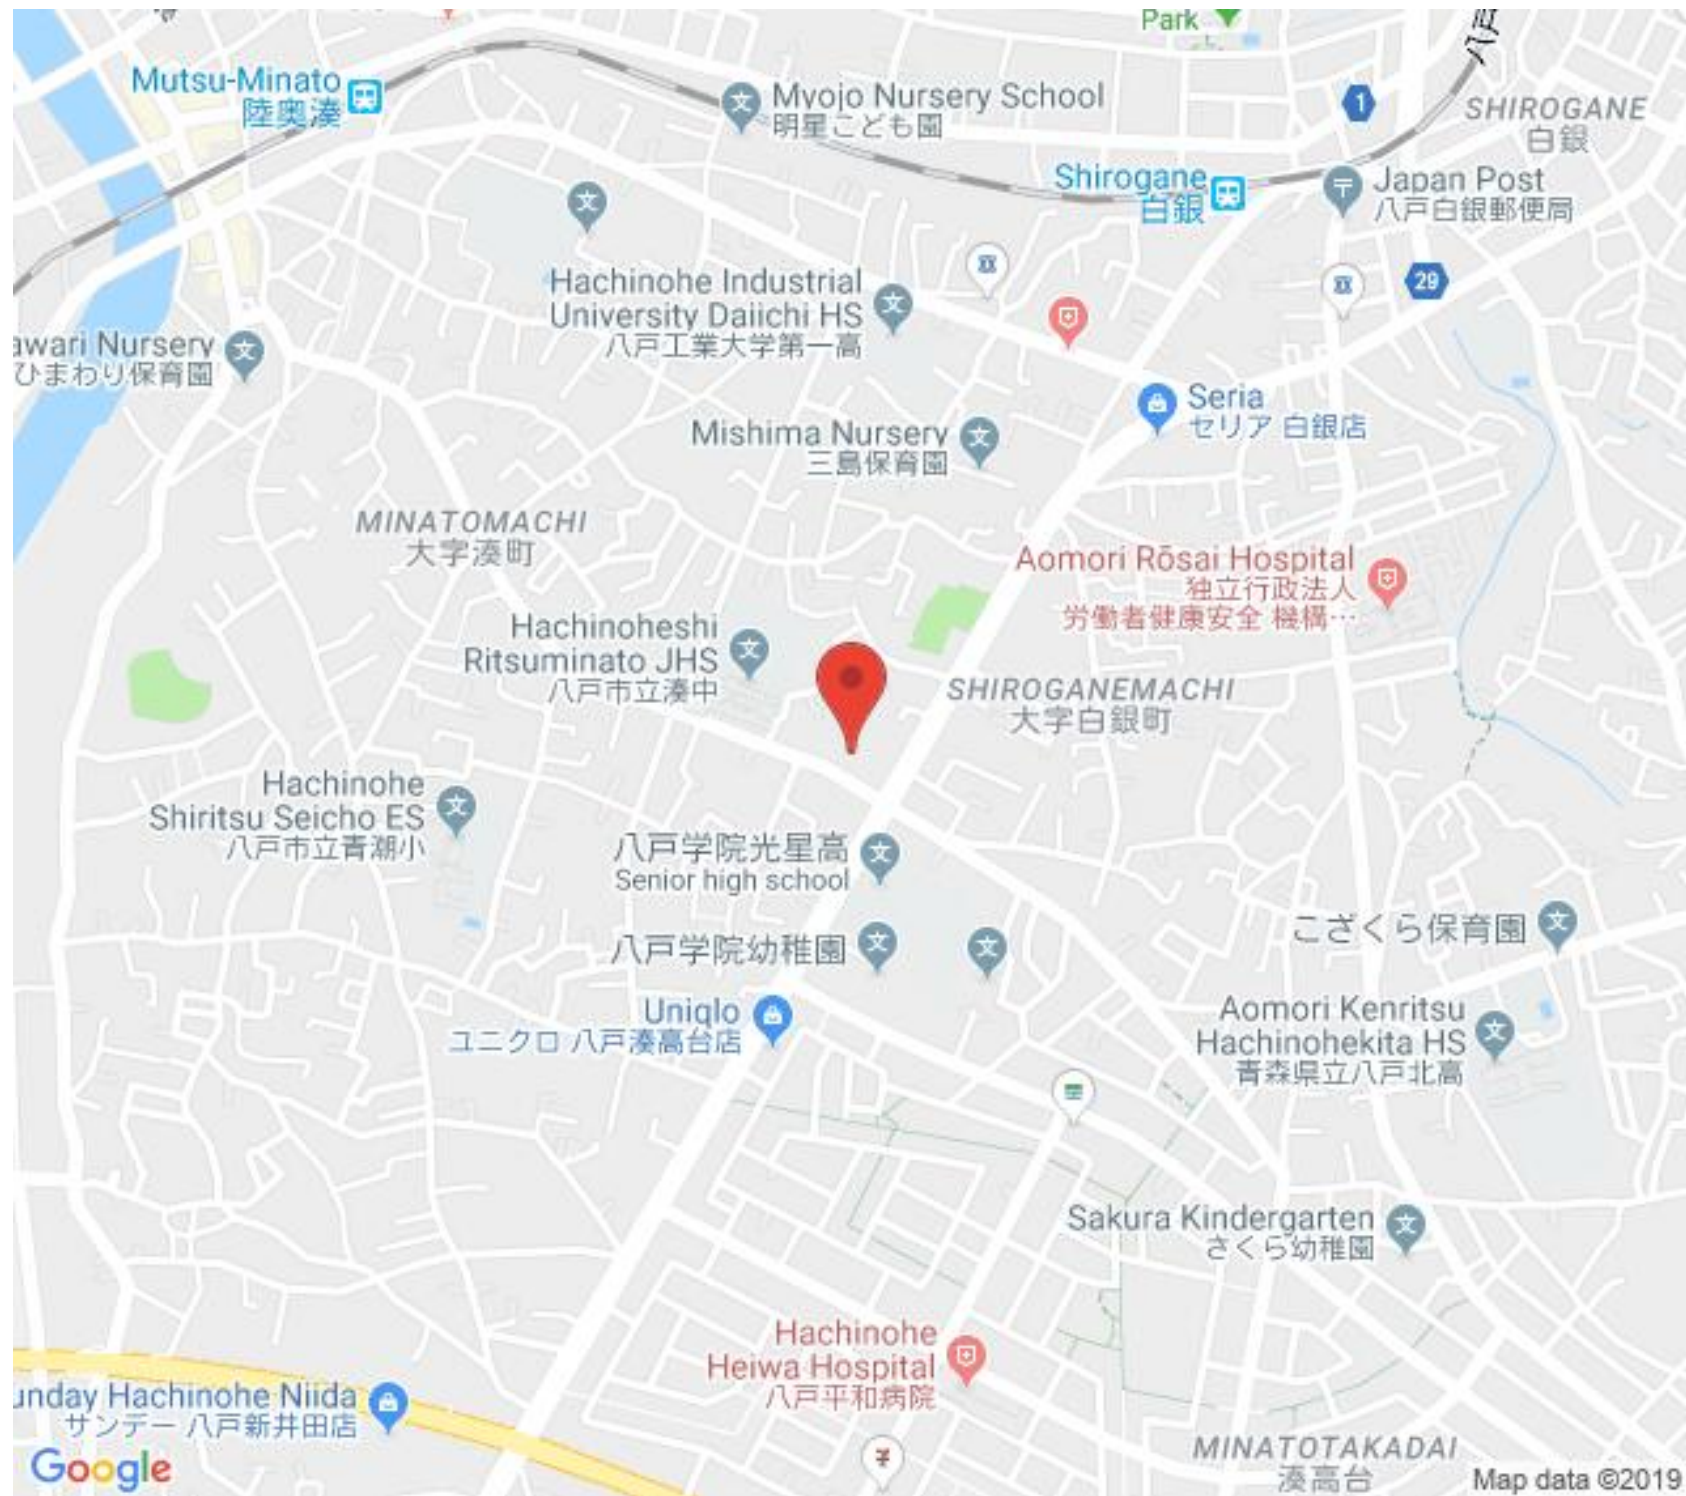 Park
八戸
Mutsu-Minato
陸奥湊
Myojo Nursery School
明星こども園
1
SHIROGANE
白銀
Shirogane
白銀
Japan Post
八戸白銀郵便局
Hachinohe Industrial
University Daiichi HS
八戸工業大学第一高
29
awari Nursery
ひまわり保育園
Seria
セリア 白銀店
Mishima Nursery
三島保育園
MINATOMACHI
大字湊町
Aomori Rōsai Hospital
独立行政法人
労働者健康安全 機構…
Hachinoheshi
Ritsuminato JHS
八戸市立湊中
SHIROGANEMACHI
大字白銀町
Hachinohe
Shiritsu Seicho ES
八戸市立青潮小
八戸学院光星高
Senior high school
こざくら保育園
八戸学院幼稚園
Uniqlo
ユニクロ 八戸湊高台店
Aomori Kenritsu
Hachinohekita HS
青森県立八戸北高
Sakura Kindergarten
さくら幼稚園
Hachinohe
Heiwa Hospital
八戸平和病院
unday Hachinohe Niida
サンデー 八戸新井田店
MINATOTAKADAI
湊高台
Google
Map data ©2019